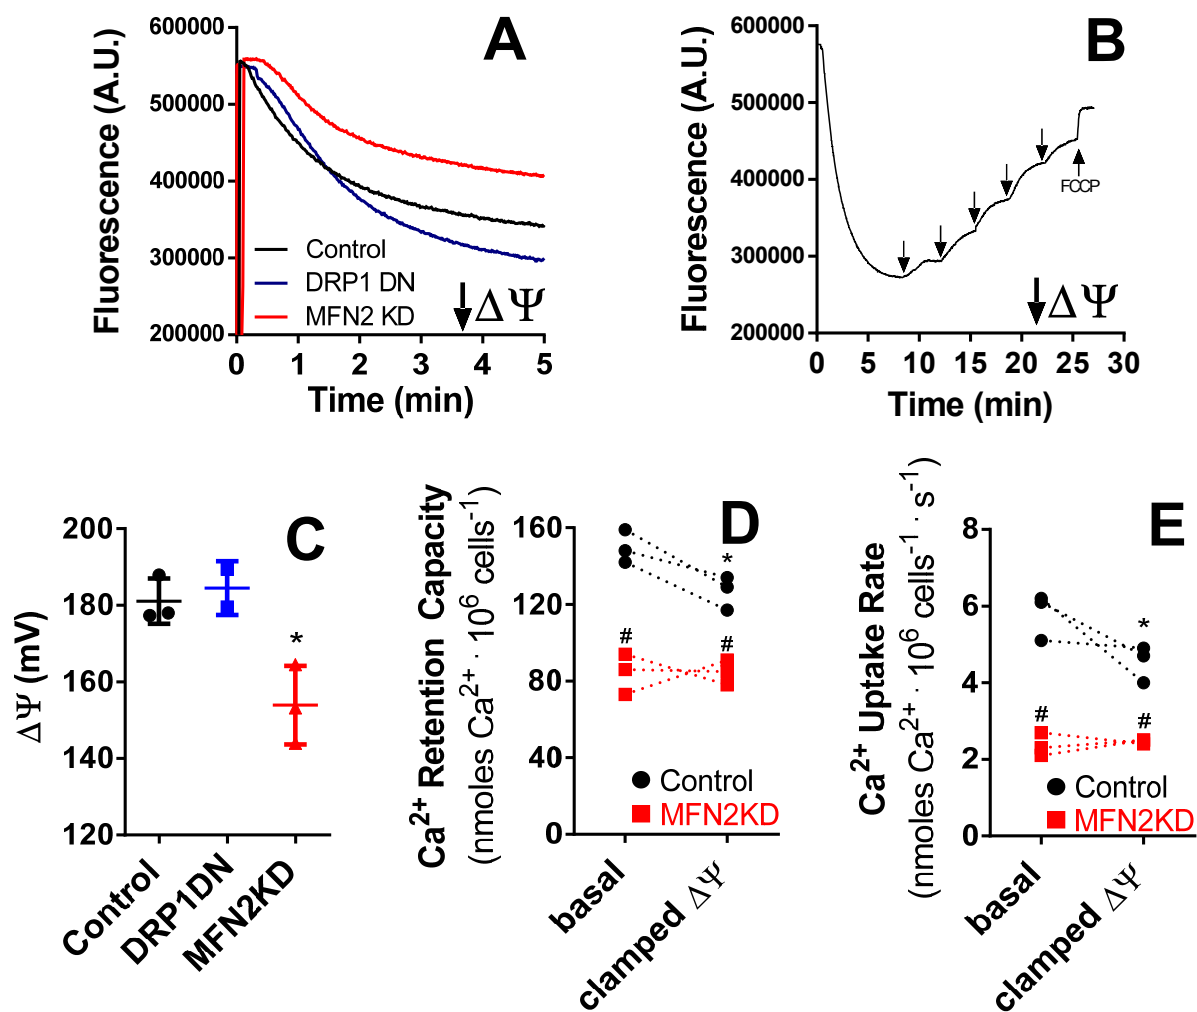 A
Fluorescence (A.U.)
600000
500000
400000
300000
200000
Control
DRP1 DN
MFN2 KD
Δ Ψ
0 1 2 3 4 5
Time (min)
B
Fluorescence (A.U.)
600000
500000
400000
300000
200000
FCCP
Δ Ψ
0 5 10 15 20 25 30
Time (min)
C
ΔΨ (mV)
200
180
160
140
120
*
Control
DRP1DN
MFN2KD
D
Ca2+ Retention Capacity
(nmoles Ca2+ · 10^6 cells-1)
160
120
80
40
0
*
# #
Control
MFN2KD
basal
clamped ΔΨ
E
Ca2+ Uptake Rate
(nmoles Ca2+ · 10^6 cells-1 · s-1)
8
6
4
2
0
*
# #
Control
MFN2KD
basal
clamped ΔΨ